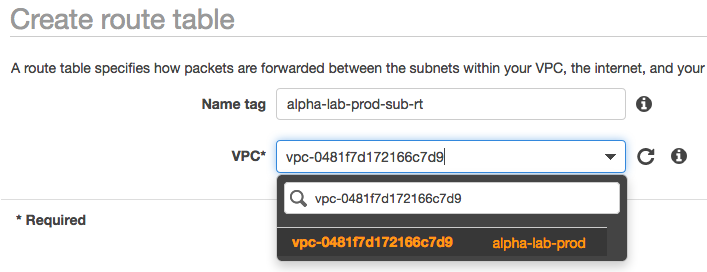 Create route table
A route table specifies how packets are forwarded between the subnets within your VPC, the internet, and your
Name tag alpha-lab-prod-sub-rt
VPC* vpc-0481f7d172166c7d9
vpc-0481f7d172166c7d9
* Required
vpc-0481f7d172166c7d9 alpha-lab-prod